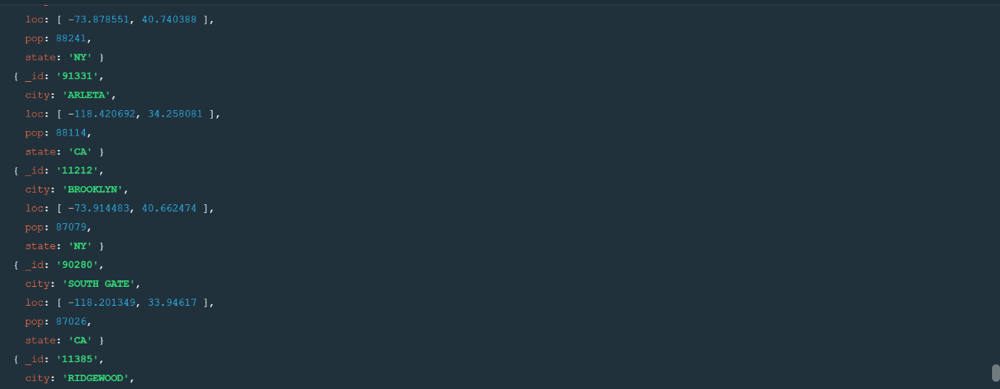 loc: [ -73.878551, 40.740388 ],
pop: 88241,
state: 'NY' }
{ _id: '91331',
city: 'ARLETA',
loc: [ -118.420692, 34.258081 ],
pop: 88114,
state: 'CA' }
{ _id: '11212',
city: 'BROOKLYN',
loc: [ -73.914483, 40.662474 ],
pop: 87079,
state: 'NY' }
{ _id: '90280',
city: 'SOUTH GATE',
loc: [ -118.201349, 33.94617 ],
pop: 87026,
state: 'CA' }
{ _id: '11385',
city: 'RIDGEWOOD',